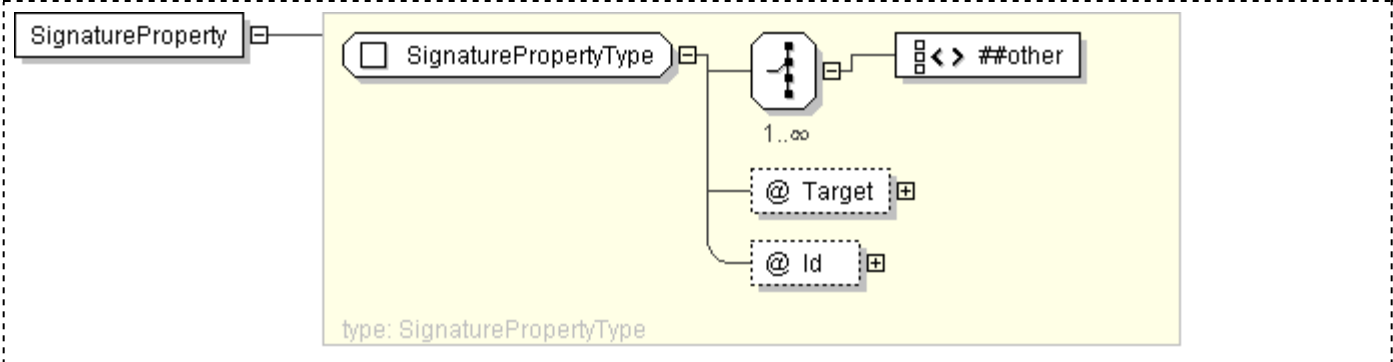 SignatureProperty
SignaturePropertyType
##other
1..∞
@ Target
@ Id
type: SignaturePropertyType